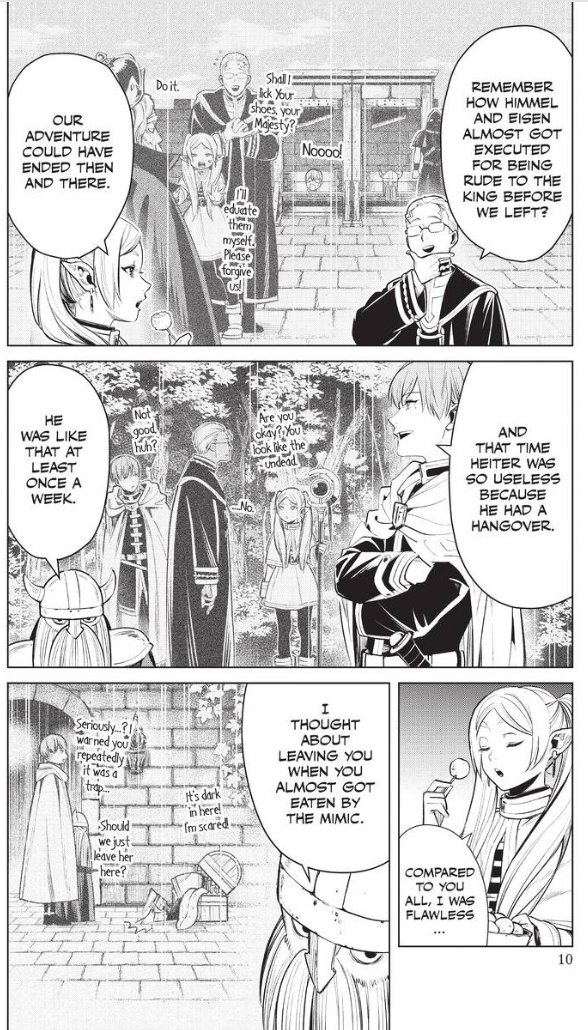 REMEMBER
HOW HIMMEL
AND EISEN
ALMOST GOT
EXECUTED
FOR BEING
RUDE TO THE
KING BEFORE
WE LEFT?
Shall I
lick your
shoes, your
Majesty?
Do it.
Noooo!
I'll
educate
them
myself.
Please
forgive
us!
OUR
ADVENTURE
COULD HAVE
ENDED THEN
AND THERE.
AND
THAT TIME
HEITER WAS
SO USELESS
BECAUSE
HE HAD A
HANGOVER.
Are you
okay? You
look like the
undead.
...No.
Not
good,
huh?
HE
WAS LIKE
THAT AT
LEAST
ONCE A
WEEK.
COMPARED
TO YOU
ALL, I WAS
FLAWLESS
...
I
THOUGHT
ABOUT
LEAVING YOU
WHEN YOU
ALMOST GOT
EATEN BY
THE MIMIC.
It's dark
in here!
I'm scared!
Seriously...? I
warned you
repeatedly
it was a
trap...
Should
we just
leave her
here?
10